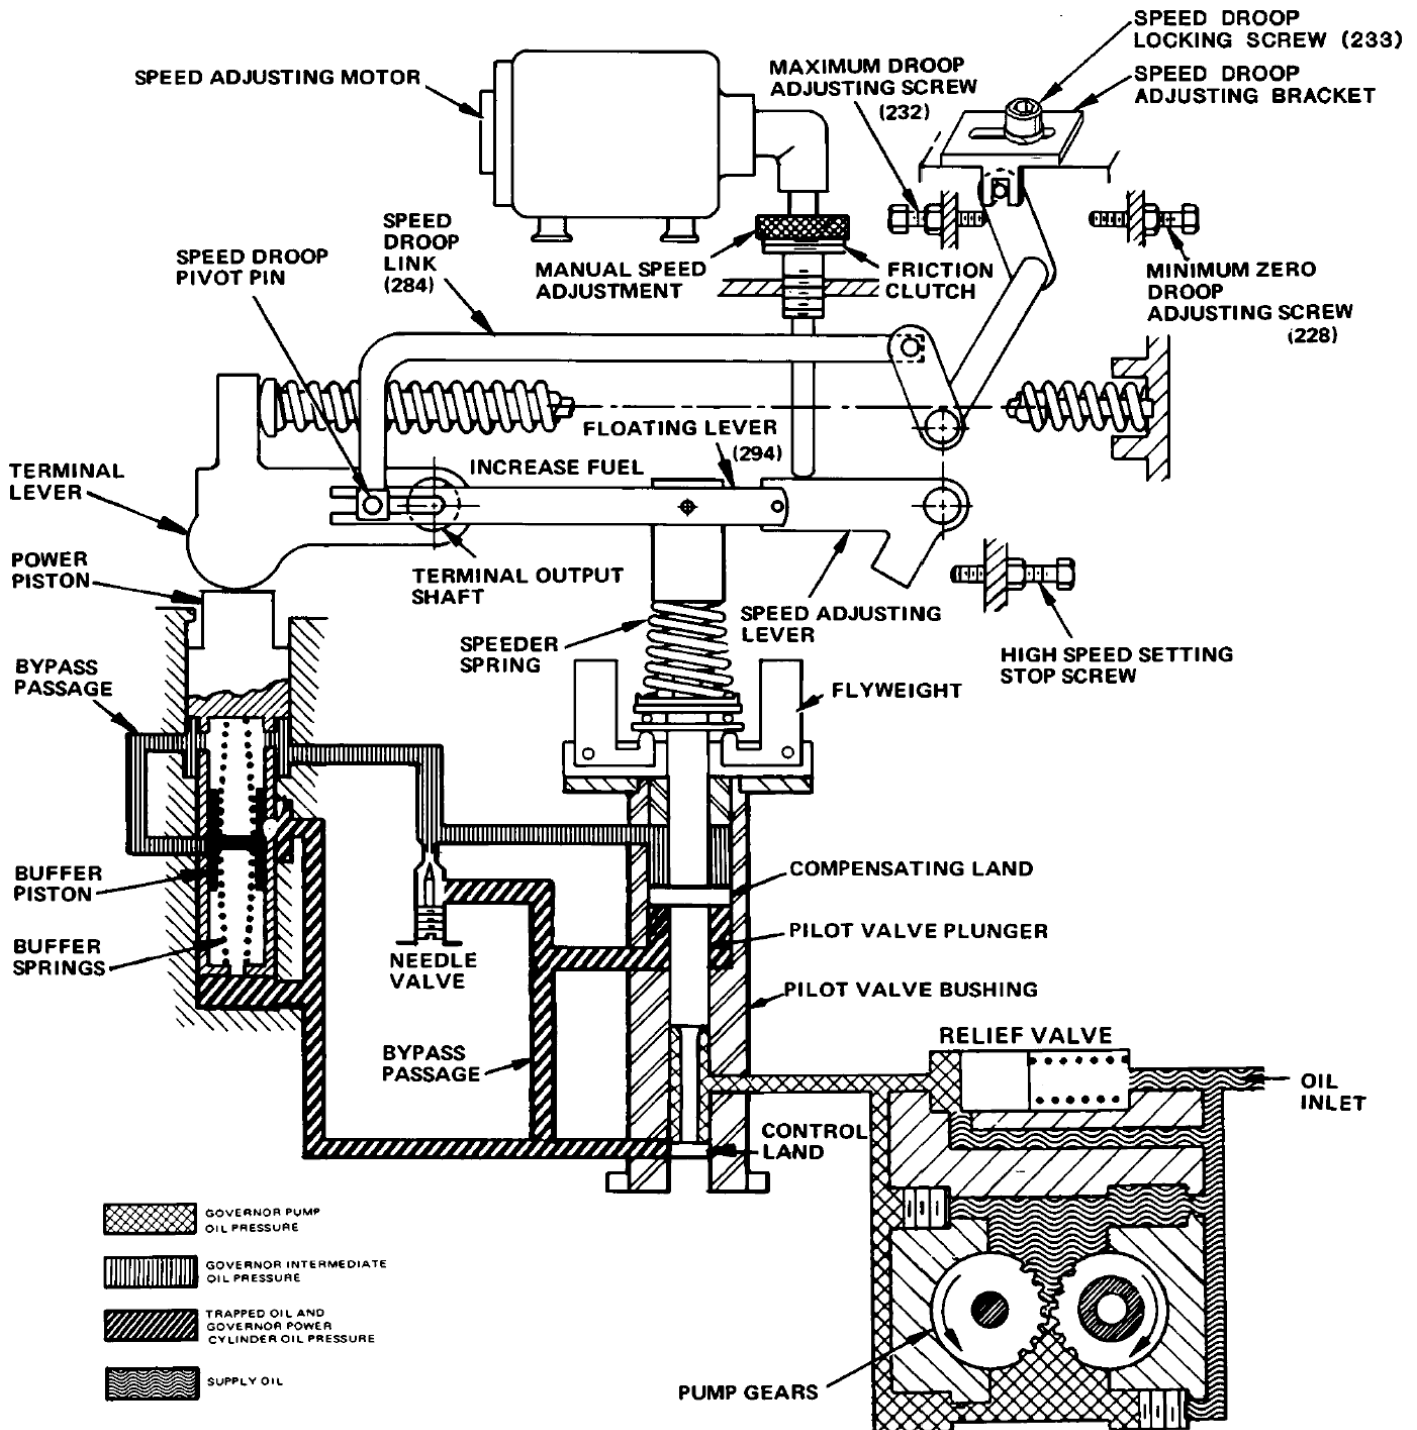 SPEED DROOP
LOCKING SCREW (233)
SPEED DROOP
ADJUSTING BRACKET
MAXIMUM DROOP
ADJUSTING SCREW
(232)
SPEED ADJUSTING MOTOR
SPEED
DROOP
LINK
(284)
SPEED DROOP
PIVOT PIN
MANUAL SPEED
ADJUSTMENT
FRICTION
CLUTCH
MINIMUM ZERO
DROOP
ADJUSTING SCREW
(228)
FLOATING LEVER
(294)
INCREASE FUEL
TERMINAL
LEVER
POWER
PISTON
TERMINAL OUTPUT
SHAFT
SPEED ADJUSTING
LEVER
SPEEDER
SPRING
HIGH SPEED SETTING
STOP SCREW
BYPASS
PASSAGE
FLYWEIGHT
COMPENSATING LAND
BUFFER
PISTON
PILOT VALVE PLUNGER
BUFFER
SPRINGS
NEEDLE
VALVE
PILOT VALVE BUSHING
RELIEF VALVE
BYPASS
PASSAGE
OIL
INLET
CONTROL
LAND
GOVERNOR PUMP
OIL PRESSURE
GOVERNOR INTERMEDIATE
OIL PRESSURE
TRAPPED OIL AND
GOVERNOR POWER
CYLINDER OIL PRESSURE
SUPPLY OIL
PUMP GEARS